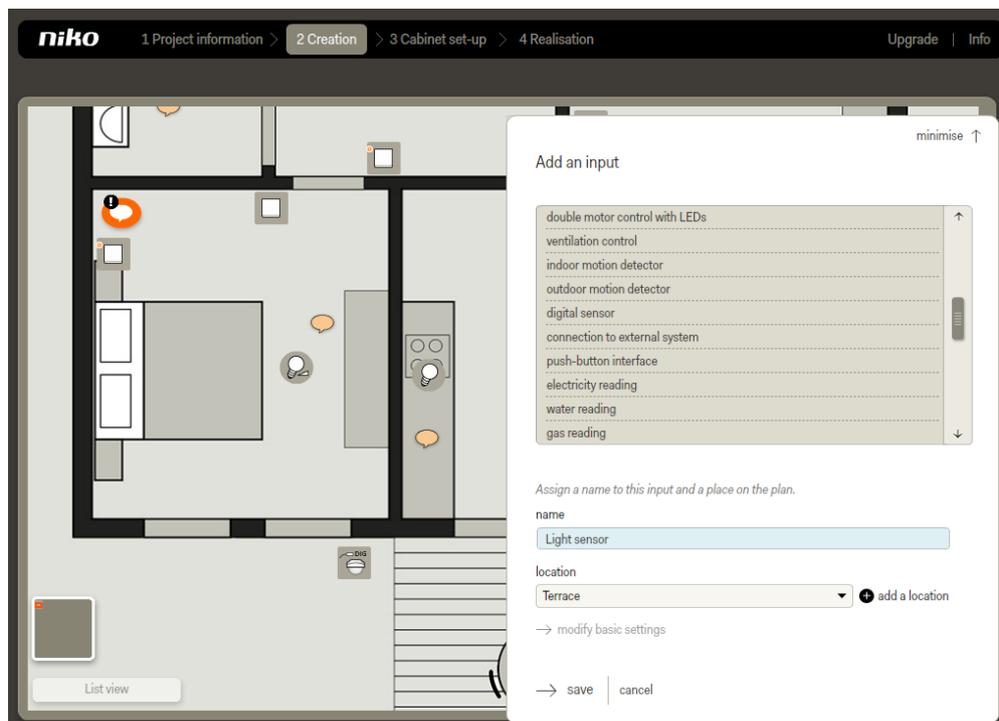 niko
1 Project information
2 Creation
3 Cabinet set-up
4 Realisation
Upgrade | Info
minimise
Add an input
double motor control with LEDs
ventilation control
indoor motion detector
outdoor motion detector
digital sensor
connection to external system
push-button interface
electricity reading
water reading
gas reading
Assign a name to this input and a place on the plan.
name
Light sensor
location
Terrace
add a location
modify basic settings
save
cancel
!
DIG
List view